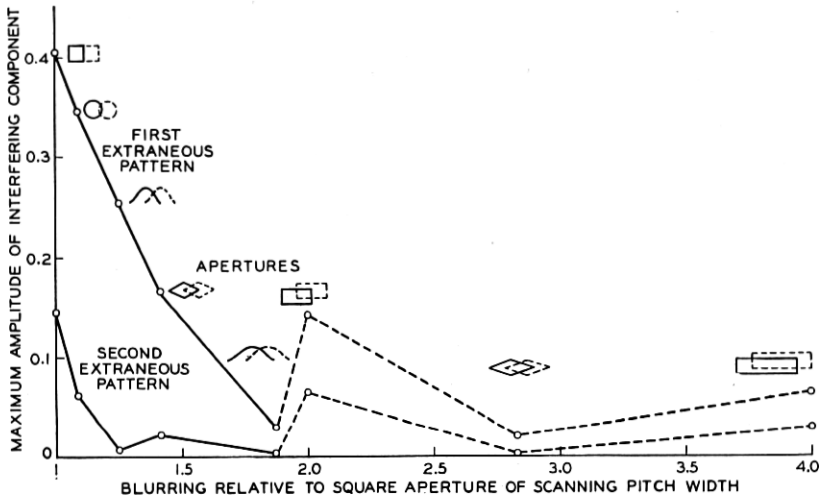 MAXIMUM AMPLITUDE OF INTERFERING COMPONENT
0.4
0.3
0.2
0.1
0
FIRST
EXTRANEOUS
PATTERN
APERTURES
SECOND
EXTRANEOUS
PATTERN
1 1.5 2.0 2.5 3.0 3.5 4.0
BLURRING RELATIVE TO SQUARE APERTURE OF SCANNING PITCH WIDTH